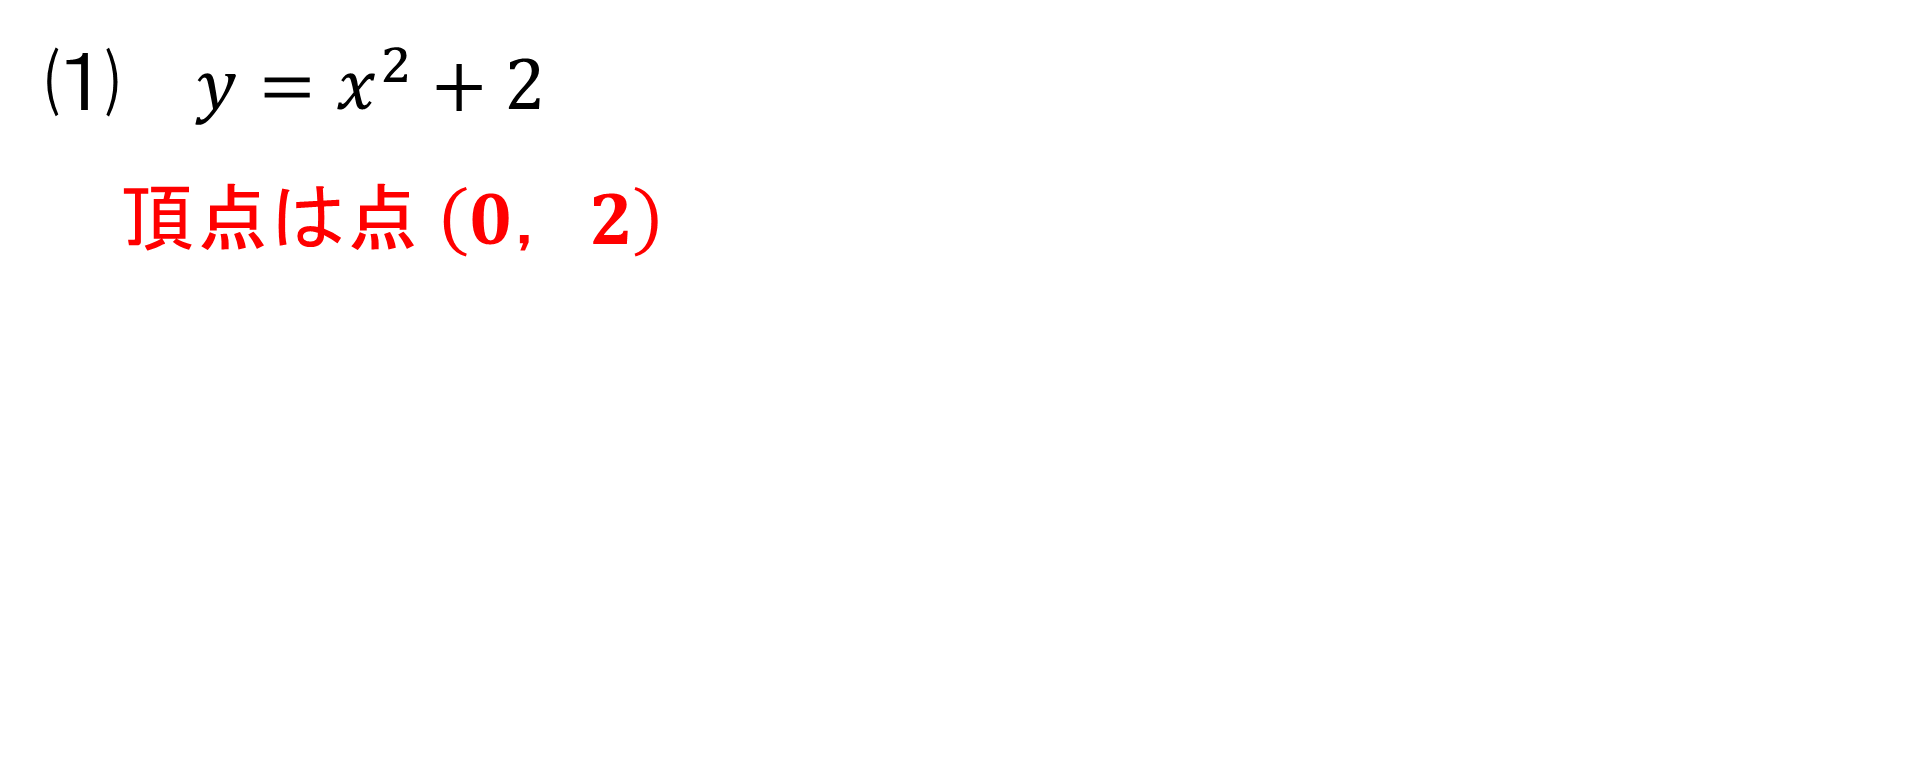 (1) y = x² + 2
頂点は点 (0, 2)